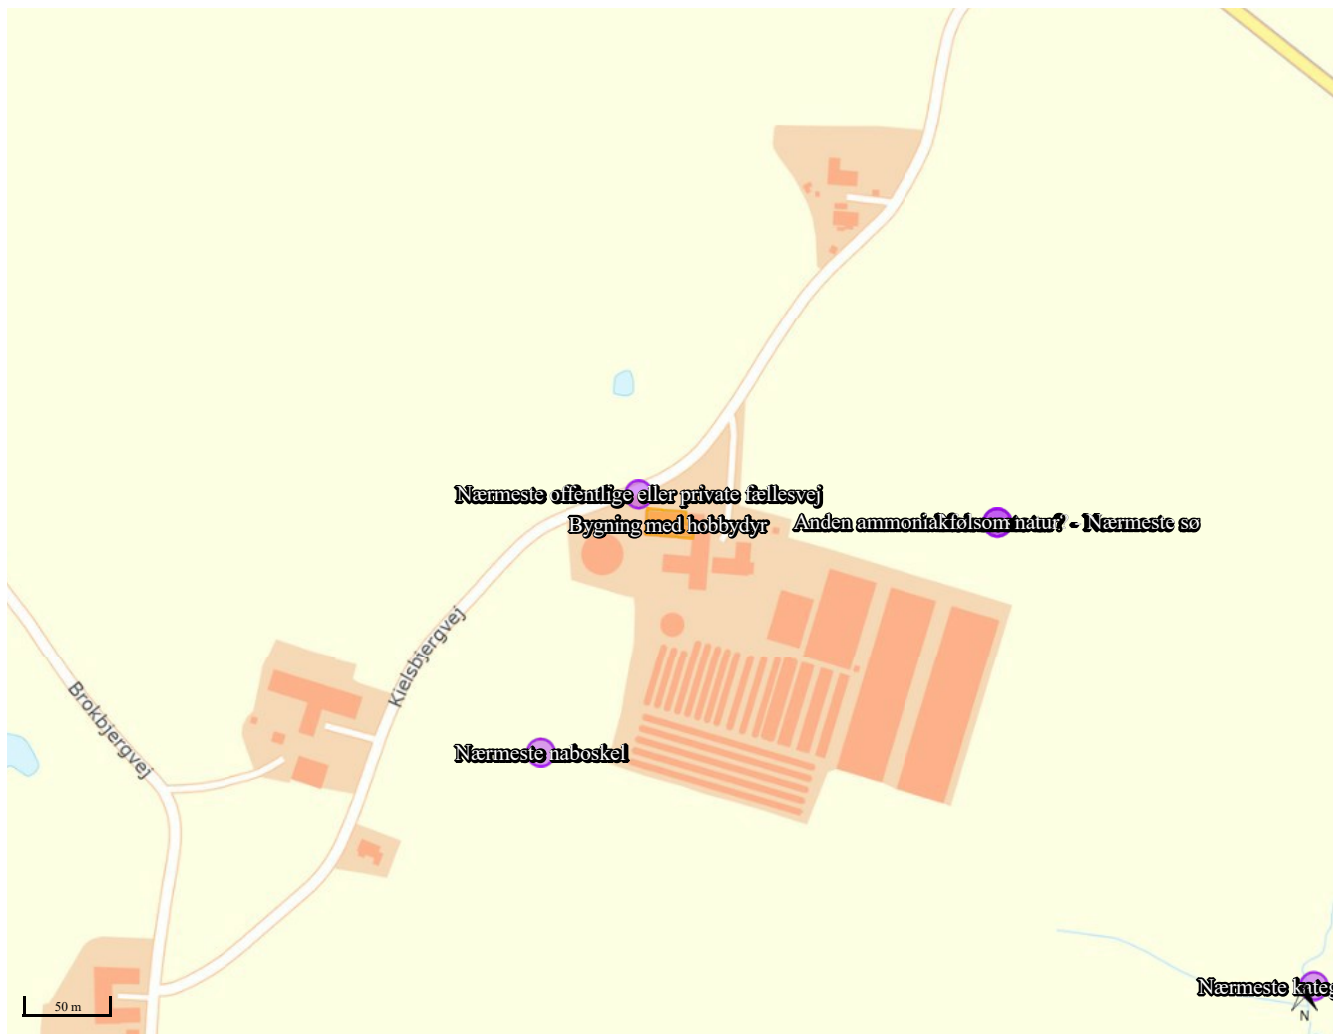 Nærmeste offentlige eller private fællesvej
Bygning med hobbydyr
Anden ammoniakfølsom natur? - Nærmeste sø
Kielsbjergvej
Brokbjergvej
Nærmeste naboskel
Nærmeste kateg
50 m
N